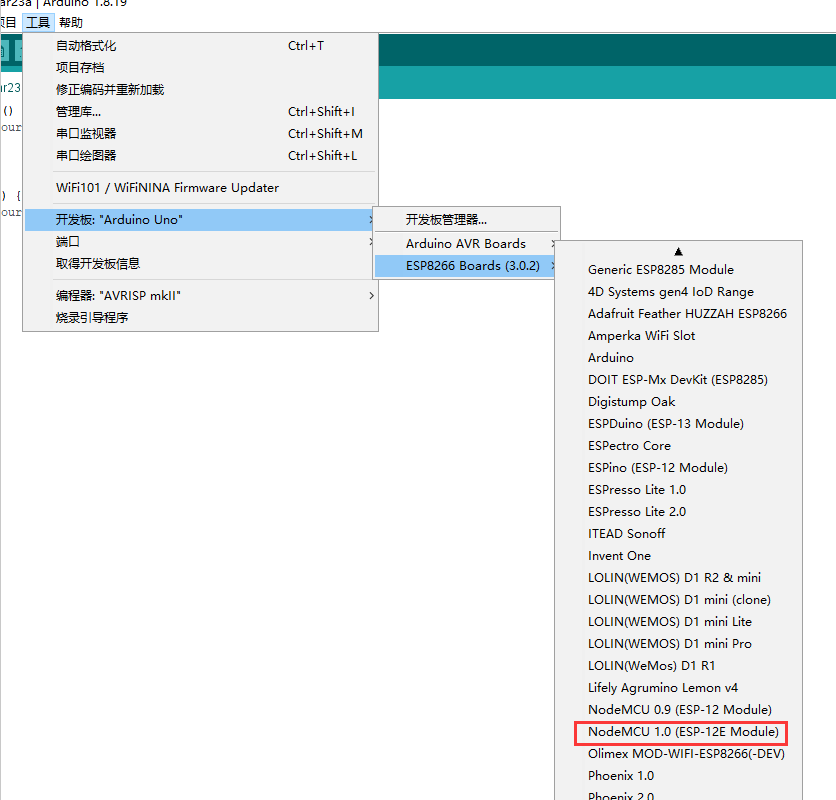 ar23a | Arduino 1.8.19
项目 工具 帮助
ar23
()
our
) {
our
自动格式化 Ctrl+T
项目存档
修正编码并重新加载
管理库... Ctrl+Shift+I
串口监视器 Ctrl+Shift+M
串口绘图器 Ctrl+Shift+L
WiFi101 / WiFiNINA Firmware Updater
开发板: "Arduino Uno"
端口
取得开发板信息
编程器: "AVRISP mkII"
烧录引导程序
开发板管理器...
Arduino AVR Boards
ESP8266 Boards (3.0.2)
Generic ESP8285 Module
4D Systems gen4 IoD Range
Adafruit Feather HUZZAH ESP8266
Amperka WiFi Slot
Arduino
DOIT ESP-Mx DevKit (ESP8285)
Digistump Oak
ESPDuino (ESP-13 Module)
ESPectro Core
ESPino (ESP-12 Module)
ESPresso Lite 1.0
ESPresso Lite 2.0
ITEAD Sonoff
Invent One
LOLIN(WEMOS) D1 R2 & mini
LOLIN(WEMOS) D1 mini (clone)
LOLIN(WEMOS) D1 mini Lite
LOLIN(WEMOS) D1 mini Pro
LOLIN(WeMos) D1 R1
Lifely Agrumino Lemon v4
NodeMCU 0.9 (ESP-12 Module)
NodeMCU 1.0 (ESP-12E Module)
Olimex MOD-WIFI-ESP8266(-DEV)
Phoenix 1.0
Phoenix 2.0